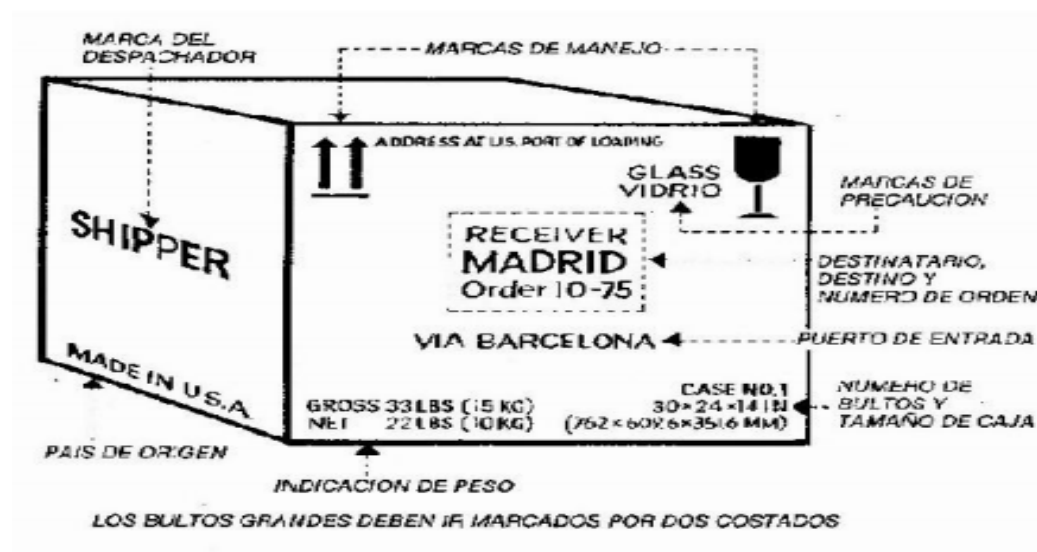 MARCA DEL
DESPACHADOR
MARCAS DE MANEJO
ADDRESS AT U.S. PORT OF LOADING
GLASS
VIDRIO
MARCAS DE
PRECAUCION
SHIPPER
RECEIVER
MADRID
Order 10-75
DESTINATARIO,
DESTINO Y
NUMERO DE ORDEN
VIA BARCELONA
PUERTO DE ENTRADA
MADE IN U.S.A.
GROSS 33 LBS (15 KG)
NET 22 LBS (10 KG)
CASE NO.1
30×24×14 IN
(762×609.6×351.6 MM)
NUMERO DE
BULTOS Y
TAMAÑO DE CAJA
PAIS DE ORIGEN
INDICACION DE PESO
LOS BULTOS GRANDES DEBEN IR MARCADOS POR DOS COSTADOS